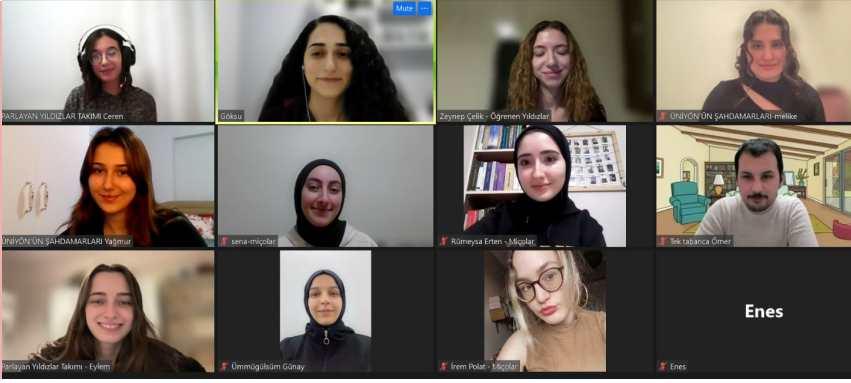 Mute ...
PARLAYAN YILDIZLAR TAKIMI Ceren
Göksu
Zeynep Çelik - Öğrenen Yıldızlar
ÜNİYÖN'ÜN ŞAHDAMARLARI-melike
ÜNİYÖN'ÜN ŞAHDAMARLARI Yağmur
sena-miçolar
Rümeysa Erten - Miçolar
Tek tabanca Ömer
Parlayan Yıldızlar Takımı - Eylem
Ümmügülsüm Günay
İrem Polat - Miçolar
Enes
Enes